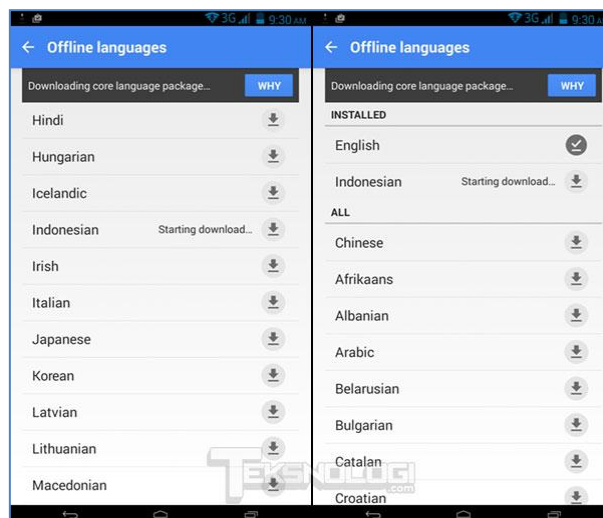 3G 9:30 AM
Offline languages
Downloading core language package... WHY
Hindi
Hungarian
Icelandic
Indonesian Starting download...
Irish
Italian
Japanese
Korean
Latvian
Lithuanian
Macedonian
3G 9:30 A
Offline languages
Downloading core language package... WHY
INSTALLED
English
Indonesian Starting download...
ALL
Chinese
Afrikaans
Albanian
Arabic
Belarusian
Bulgarian
Catalan
Croatian
TEKSNOLOGI
.com